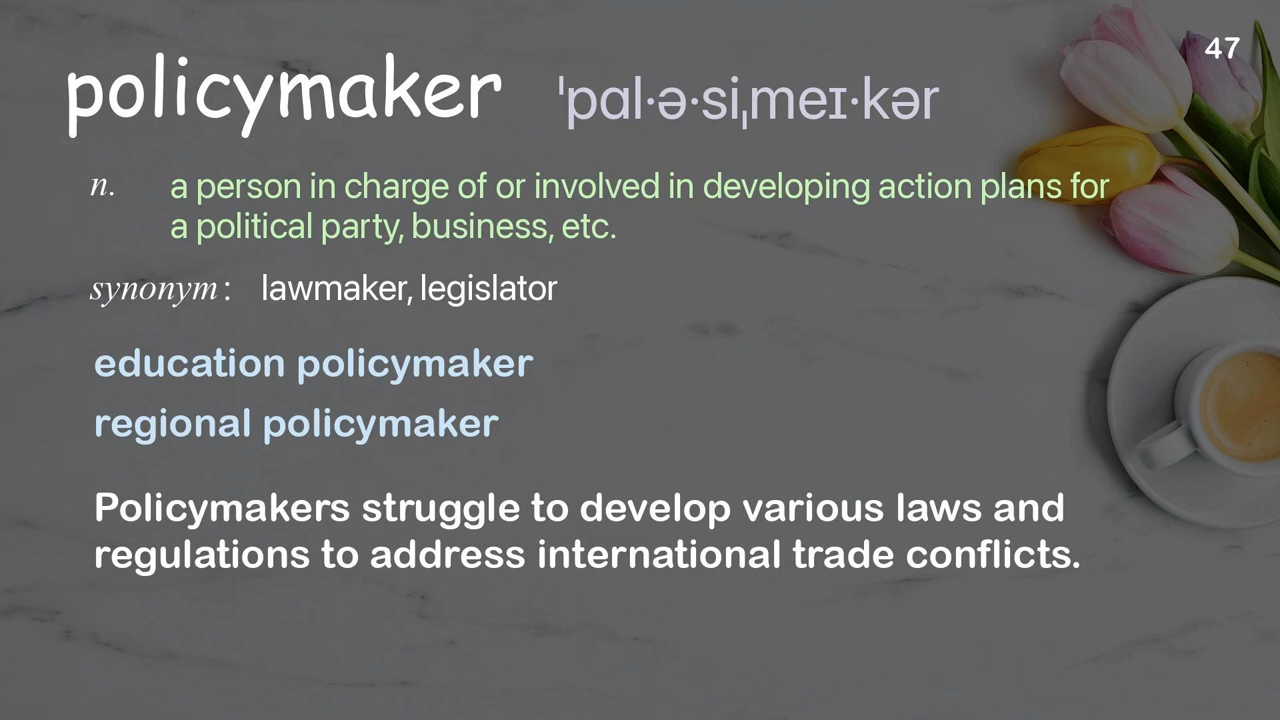 47
policymaker ˈpɑl·ə·siˌmeɪ·kər
n. a person in charge of or involved in developing action plans for
a political party, business, etc.
synonym: lawmaker, legislator
education policymaker
regional policymaker
Policymakers struggle to develop various laws and
regulations to address international trade conflicts.